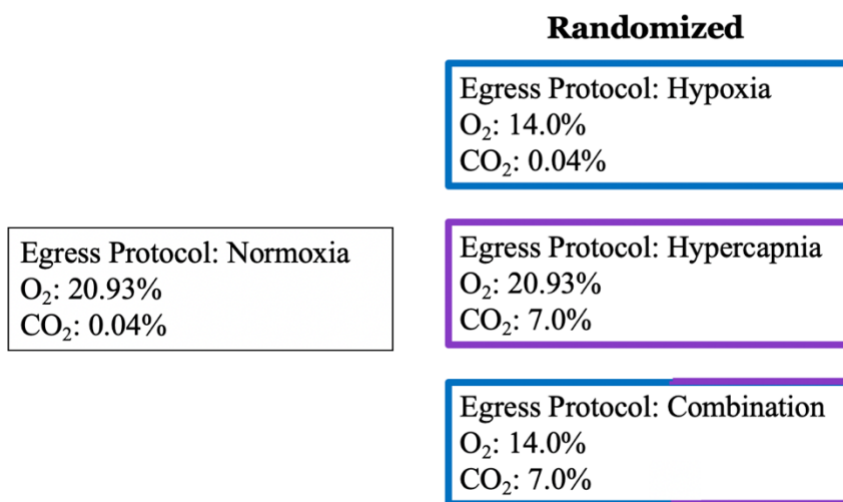 Randomized
Egress Protocol: Hypoxia
O₂: 14.0%
CO₂: 0.04%
Egress Protocol: Normoxia
O₂: 20.93%
CO₂: 0.04%
Egress Protocol: Hypercapnia
O₂: 20.93%
CO₂: 7.0%
Egress Protocol: Combination
O₂: 14.0%
CO₂: 7.0%